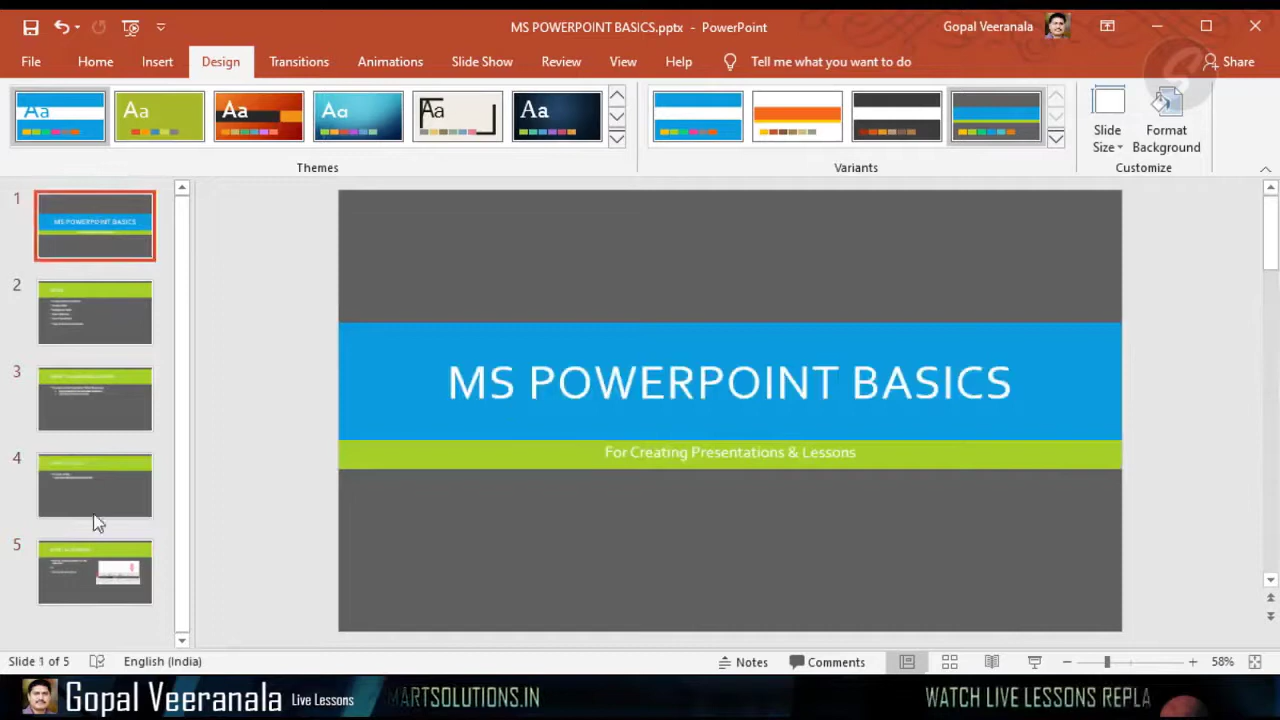 MS POWERPOINT BASICS.pptx - PowerPoint
Gopal Veeranala
File Home Insert Design Transitions Animations Slide Show Review View Help Tell me what you want to do Share
Aa Aa Aa Aa Aa Aa
Slide Size
Format Background
Themes Variants Customize
1
MS POWERPOINT BASICS
2
3
4
5
MS POWERPOINT BASICS
For Creating Presentations & Lessons
Slide 1 of 5 English (India) Notes Comments 58%
Gopal Veeranala Live Lessons MARTSOLUTIONS.IN WATCH LIVE LESSONS REPLA